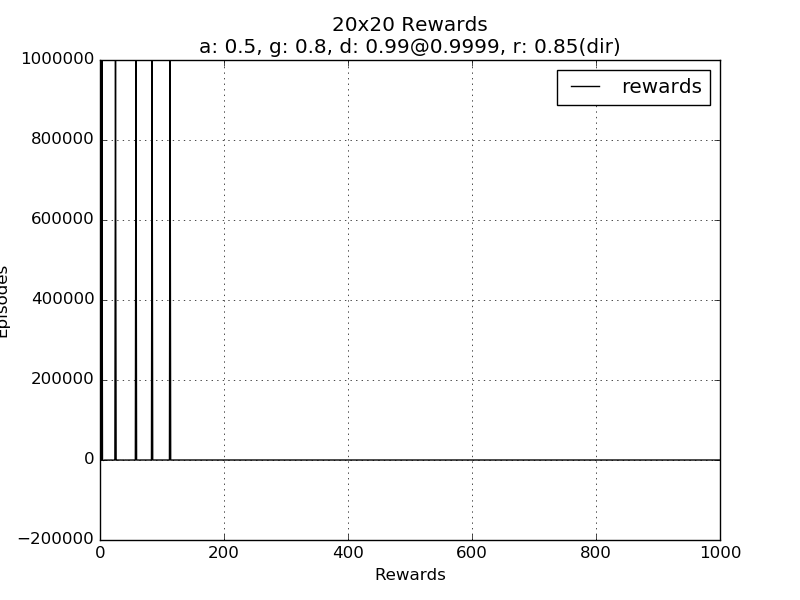 20x20 Rewards
a: 0.5, g: 0.8, d: 0.99@0.9999, r: 0.85(dir)
rewards
1000000
800000
600000
400000
200000
0
−200000
Episodes
0 200 400 600 800 1000
Rewards